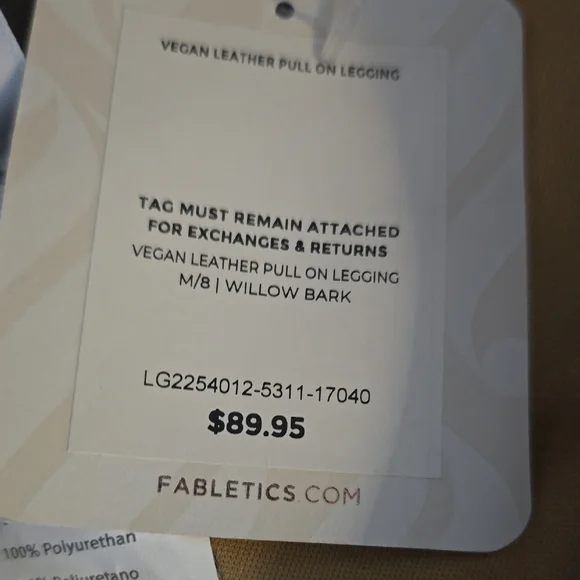 VEGAN LEATHER PULL ON LEGGING
TAG MUST REMAIN ATTACHED
FOR EXCHANGES & RETURNS
VEGAN LEATHER PULL ON LEGGING
M/8 | WILLOW BARK
LG2254012-5311-17040
$89.95
FABLETICS.COM
100% Polyurethan